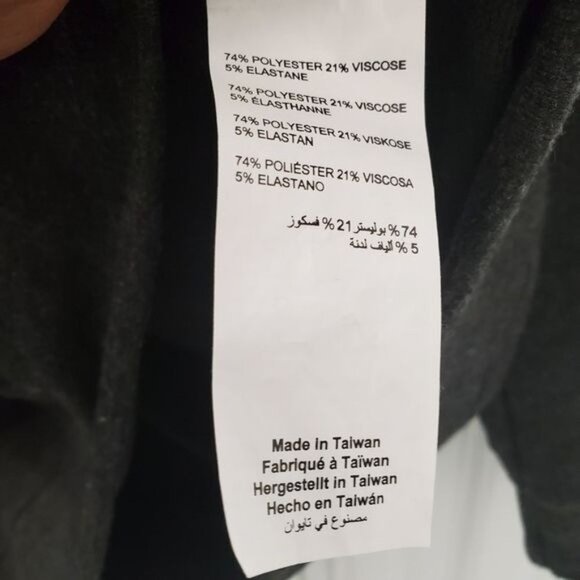 74% POLYESTER 21% VISCOSE
5% ELASTANE
74% POLYESTER 21% VISCOSE
5% ÉLASTHANNE
74% POLYESTER 21% VISKOSE
5% ELASTAN
74% POLIÉSTER 21% VISCOSA
5% ELASTANO
74% بوليستر 21% فسكوز
5% ألياف لدنة
Made in Taiwan
Fabriqué à Taïwan
Hergestellt in Taiwan
Hecho en Taiwán
مصنوع في تايوان